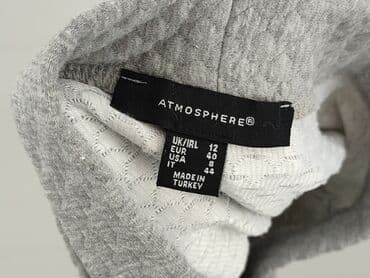 ATMOSPHERE®
UK/IRL 12
EUR 40
USA 8
IT 44
MADE IN
TURKEY